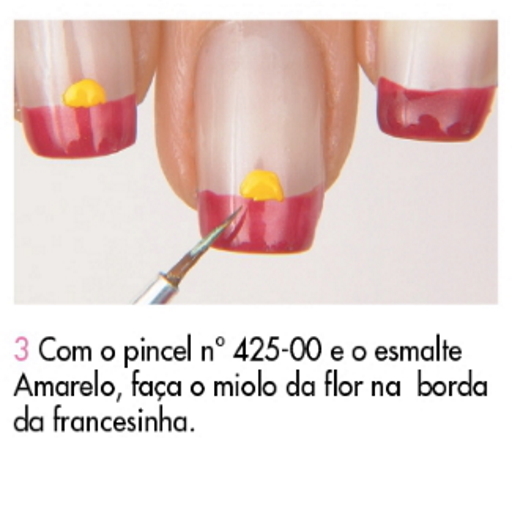 3 Com o pincel nº 425-00 e o esmalte
Amarelo, faça o miolo da flor na borda
da francesinha.